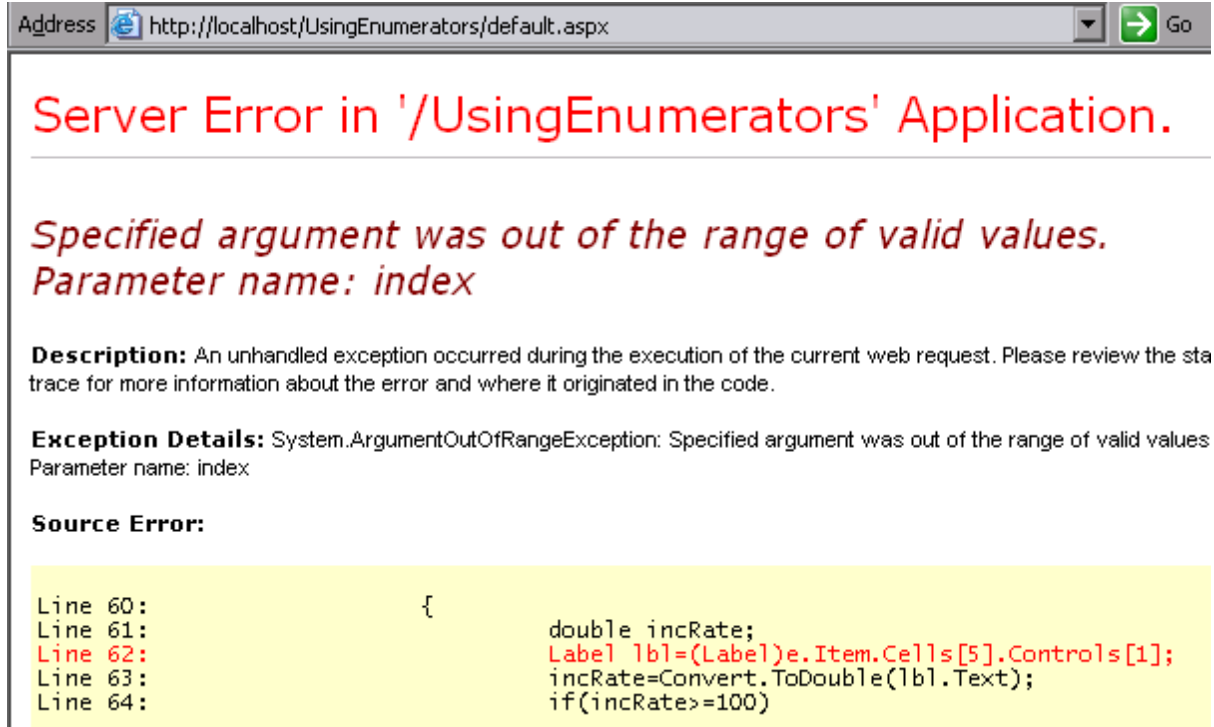 Address http://localhost/UsingEnumerators/default.aspx Go
Server Error in '/UsingEnumerators' Application.
Specified argument was out of the range of valid values.
Parameter name: index
Description: An unhandled exception occurred during the execution of the current web request. Please review the sta
trace for more information about the error and where it originated in the code.
Exception Details: System.ArgumentOutOfRangeException: Specified argument was out of the range of valid values
Parameter name: index
Source Error:
Line 60: {
Line 61: double incRate;
Line 62: Label lbl=(Label)e.Item.Cells[5].Controls[1];
Line 63: incRate=Convert.ToDouble(lbl.Text);
Line 64: if(incRate>=100)